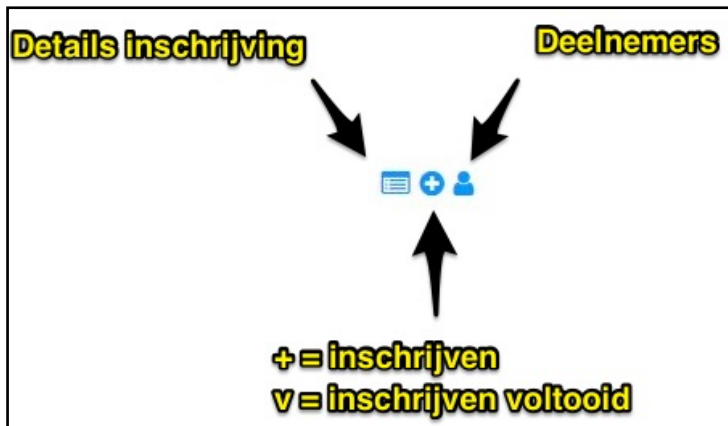 Details inschrijving
Deelnemers
+ = inschrijven
v = inschrijven voltooid